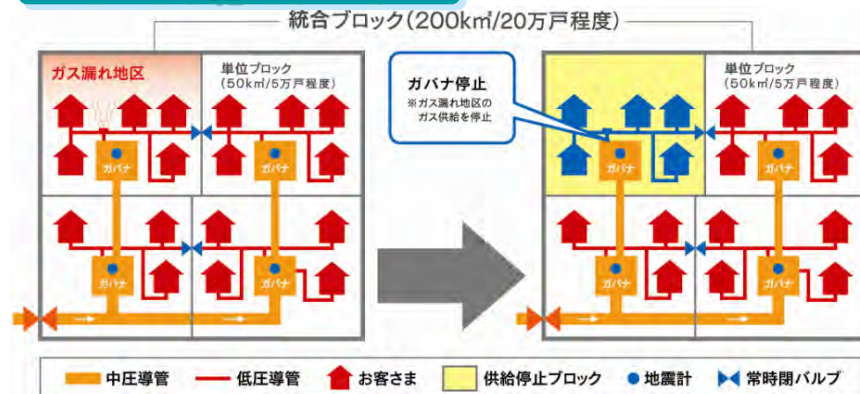 統合ブロック(200k㎡/20万戸程度)
ガス漏れ地区
単位ブロック
(50k㎡/5万戸程度)
ガバナ
ガバナ
ガバナ
ガバナ
ガバナ停止
※ガス漏れ地区の
ガス供給を停止
単位ブロック
(50k㎡/5万戸程度)
ガバナ
ガバナ
ガバナ
ガバナ
中圧導管 低圧導管 お客さま 供給停止ブロック 地震計 常時閉バルブ